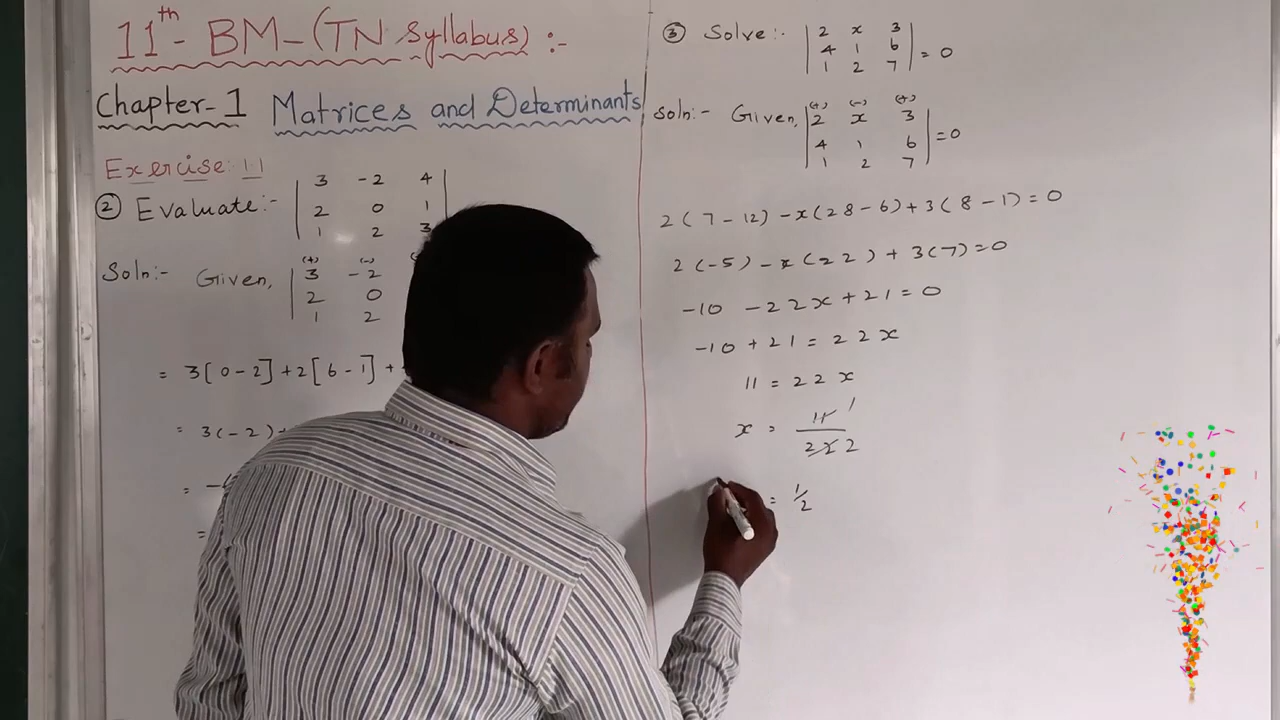 11th - BM - (TN Syllabus) :-
Chapter - 1 Matrices and Determinants
Exercise 1.1
② Evaluate :- | 3 -2 4 |
| 2 0 1 |
| 1 2 3 |
Soln:- Given, (+) (-)
| 3 -2
| 2 0
| 1 2
= 3 [ 0 - 2 ] + 2 [ 6 - 1 ] +
= 3 ( -2 ) +
= -6
=
③ Solve :- | 2 x 3 |
| 4 1 6 | = 0
| 1 2 7 |
Soln:- Given, (+) (-) (+)
| 2 x 3 |
| 4 1 6 | = 0
| 1 2 7 |
2 ( 7 - 12 ) - x ( 28 - 6 ) + 3 ( 8 - 1 ) = 0
2 ( -5 ) - x ( 22 ) + 3 ( 7 ) = 0
-10 - 22x + 21 = 0
-10 + 21 = 22x
11 = 22x
x = 11 1 / 22 2
= 1/2